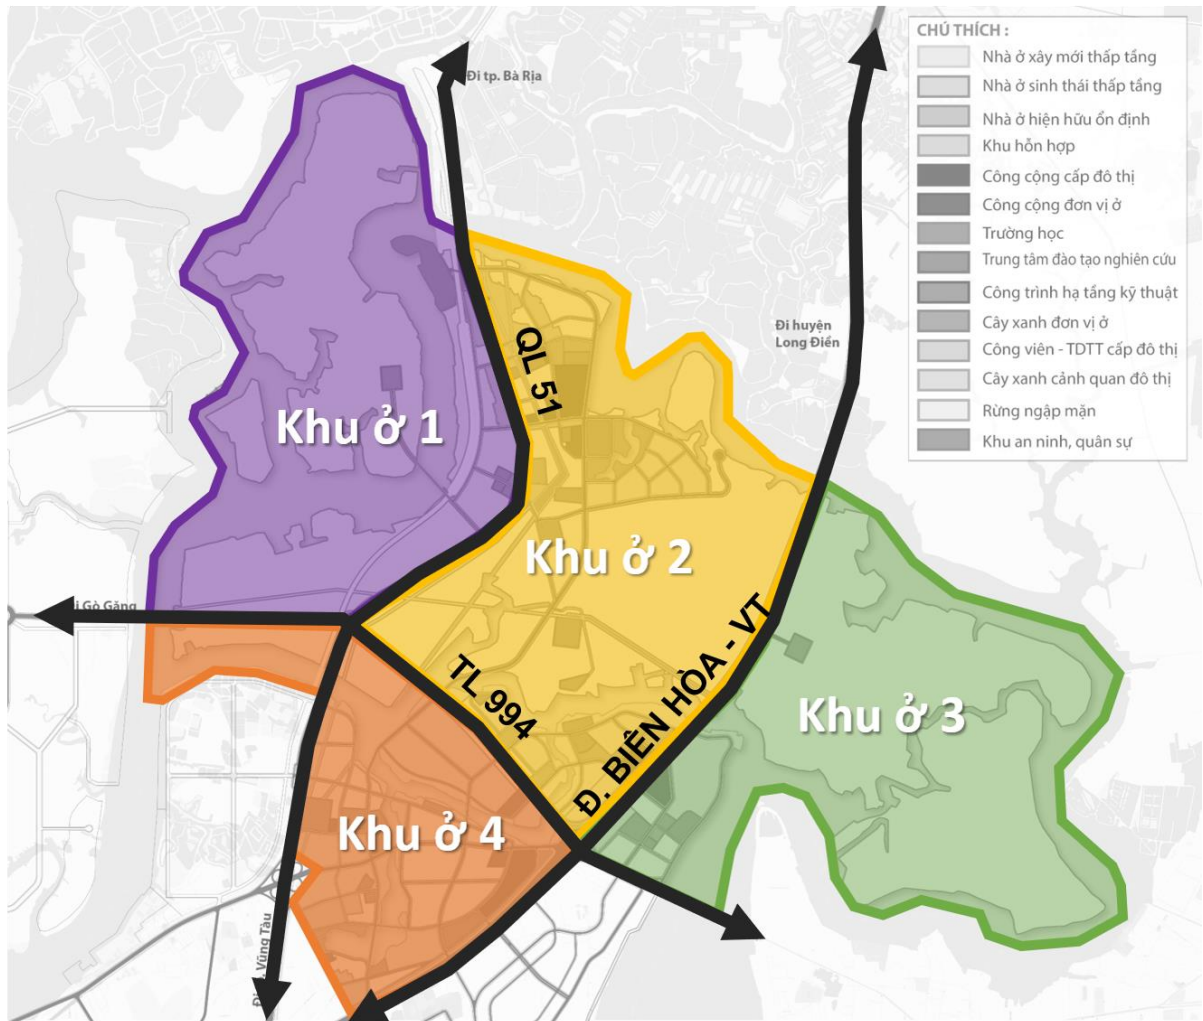 CHÚ THÍCH :
Nhà ở xây mới thấp tầng
Nhà ở sinh thái thấp tầng
Nhà ở hiện hữu ổn định
Khu hỗn hợp
Công cộng cấp đô thị
Công cộng đơn vị ở
Trường học
Trung tâm đào tạo nghiên cứu
Công trình hạ tầng kỹ thuật
Cây xanh đơn vị ở
Công viên - TDTT cấp đô thị
Cây xanh cảnh quan đô thị
Rừng ngập mặn
Khu an ninh, quân sự
Đi tp. Bà Rịa
Đi huyện
Long Điền
QL 51
Khu ở 1
Khu ở 2
i Gò Găng
TL 994
Đ. BIÊN HÒA - VT
Khu ở 3
Khu ở 4
Vũng Tàu